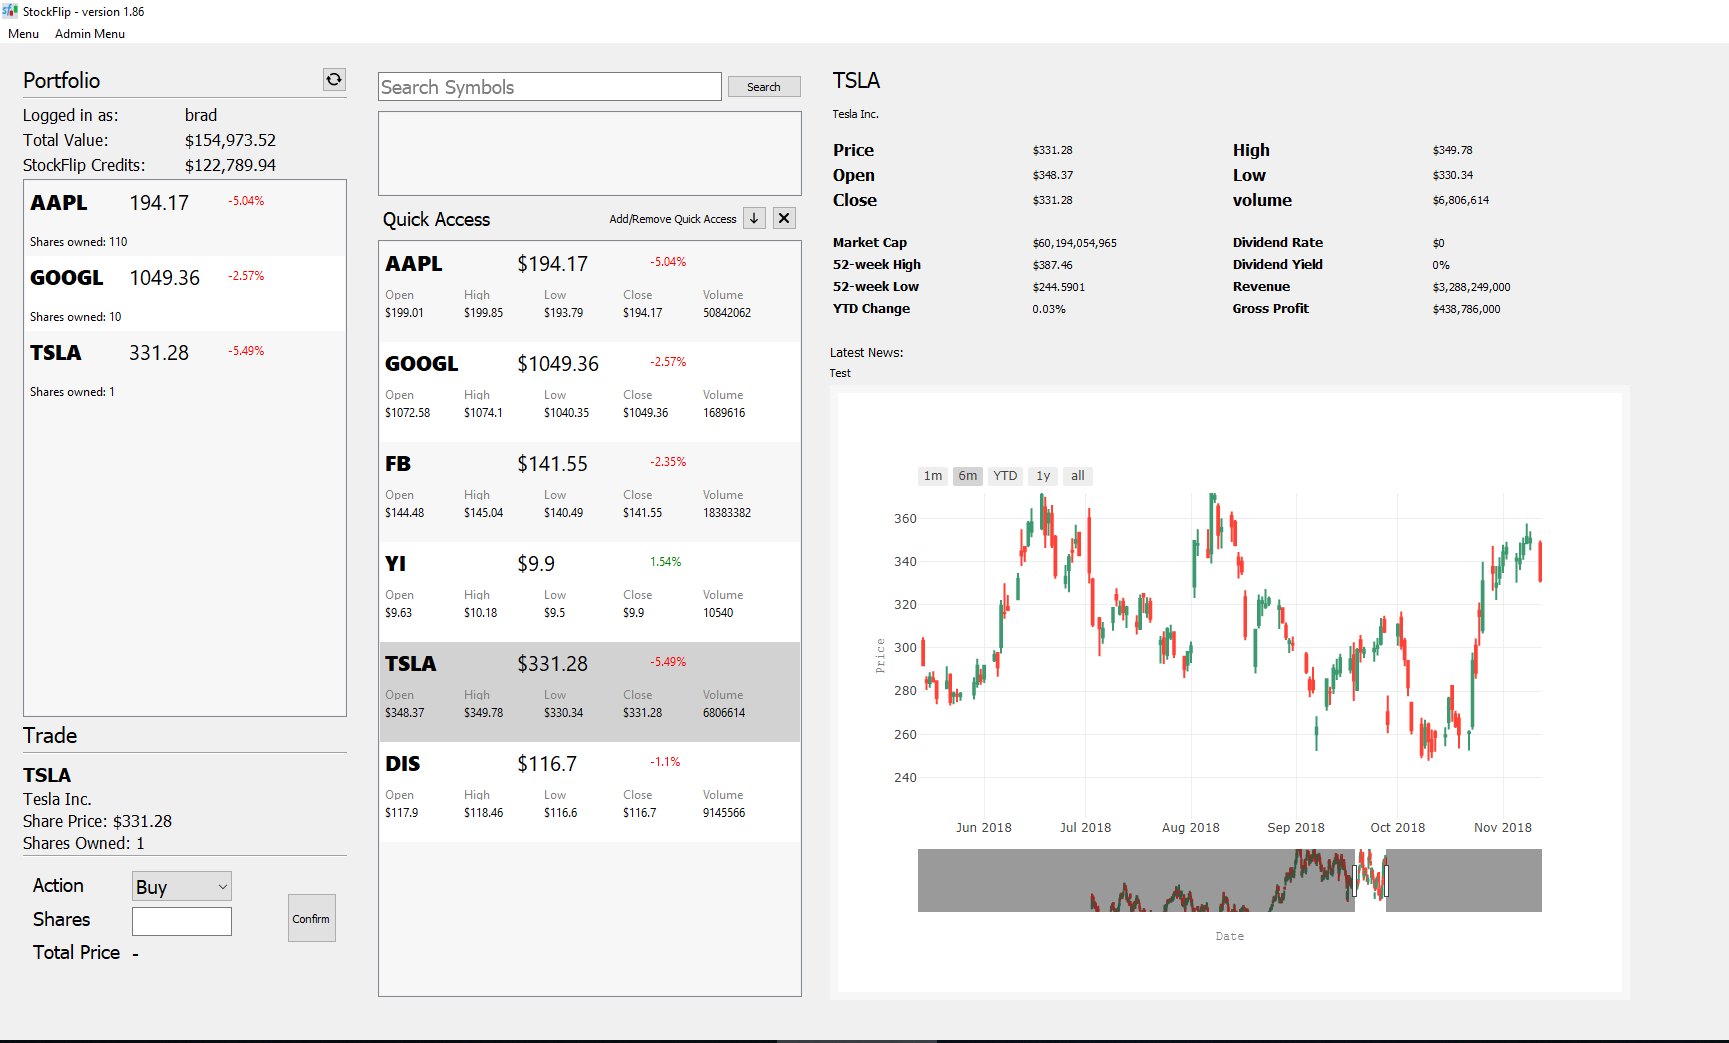 StockFlip - version 1.86
Menu Admin Menu
Portfolio
Logged in as: brad
Total Value: $154,973.52
StockFlip Credits: $122,789.94
AAPL 194.17 -5.04%
Shares owned: 110
GOOGL 1049.36 -2.57%
Shares owned: 10
TSLA 331.28 -5.49%
Shares owned: 1
Trade
TSLA
Tesla Inc.
Share Price: $331.28
Shares Owned: 1
Action Buy
Shares
Confirm
Total Price -
Search Symbols Search
Quick Access Add/Remove Quick Access
AAPL $194.17 -5.04%
Open High Low Close Volume
$199.01 $199.85 $193.79 $194.17 50842062
GOOGL $1049.36 -2.57%
Open High Low Close Volume
$1072.58 $1074.1 $1040.35 $1049.36 1689616
FB $141.55 -2.35%
Open High Low Close Volume
$144.48 $145.04 $140.49 $141.55 18383382
YI $9.9 1.54%
Open High Low Close Volume
$9.63 $10.18 $9.5 $9.9 10540
TSLA $331.28 -5.49%
Open High Low Close Volume
$348.37 $349.78 $330.34 $331.28 6806614
DIS $116.7 -1.1%
Open High Low Close Volume
$117.9 $118.46 $116.6 $116.7 9145566
TSLA
Tesla Inc.
Price $331.28 High $349.78
Open $348.37 Low $330.34
Close $331.28 volume $6,806,614
Market Cap $60,194,054,965 Dividend Rate $0
52-week High $387.46 Dividend Yield 0%
52-week Low $244.5901 Revenue $3,288,249,000
YTD Change 0.03% Gross Profit $438,786,000
Latest News:
Test
1m 6m YTD 1y all
360
340
320
300
280
260
240
Price
Jun 2018 Jul 2018 Aug 2018 Sep 2018 Oct 2018 Nov 2018
Date